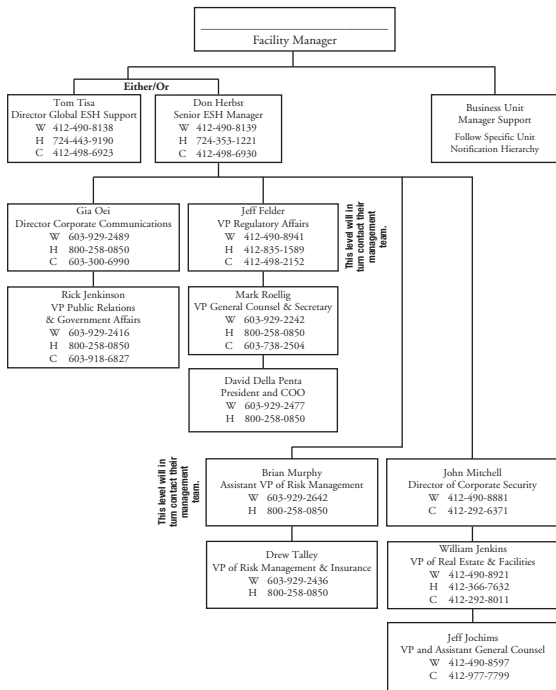 Facility Manager
Either/Or
Tom Tisa
Director Global ESH Support
W 412-490-8138
H 724-443-9190
C 412-498-6923
Don Herbst
Senior ESH Manager
W 412-490-8139
H 724-353-1221
C 412-498-6930
Business Unit
Manager Support
Follow Specific Unit
Notification Hierarchy
Gia Oei
Director Corporate Communications
W 603-929-2489
H 800-258-0850
C 603-300-6990
Jeff Felder
VP Regulatory Affairs
W 412-490-8941
H 412-835-1589
C 412-498-2152
This level will in
turn contact their
management
team.
Rick Jenkinson
VP Public Relations
& Government Affairs
W 603-929-2416
H 800-258-0850
C 603-918-6827
Mark Roellig
VP General Counsel & Secretary
W 603-929-2242
H 800-258-0850
C 603-738-2504
David Della Penta
President and COO
W 603-929-2477
H 800-258-0850
This level will in
turn contact their
management
team.
Brian Murphy
Assistant VP of Risk Management
W 603-929-2642
H 800-258-0850
John Mitchell
Director of Corporate Security
W 412-490-8881
C 412-292-6371
Drew Talley
VP of Risk Management & Insurance
W 603-929-2436
H 800-258-0850
William Jenkins
VP of Real Estate & Facilities
W 412-490-8921
H 412-366-7632
C 412-292-8011
Jeff Jochims
VP and Assistant General Counsel
W 412-490-8597
C 412-977-7799